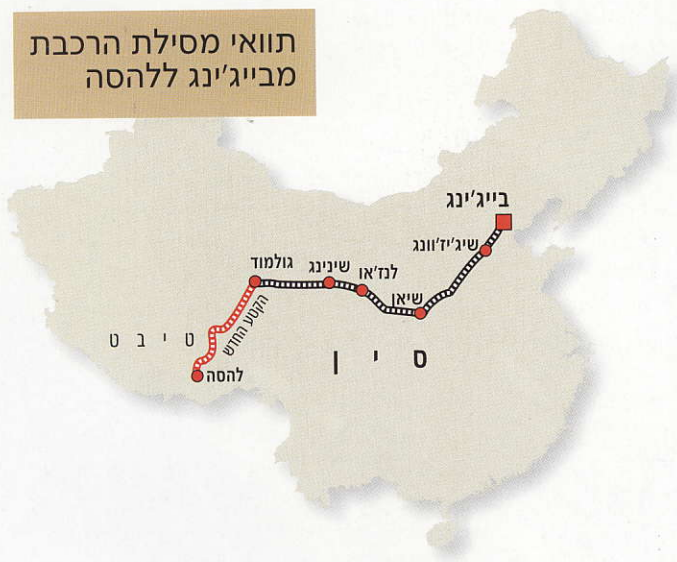 תוואי מסילת הרכבת
מבייג'ינג ללהסה
בייג'ינג
שיג'יז'וונג
גולמוד
שינינג
לנז'או
שיאן
הקטע החדש
טיבט
סין
להסה